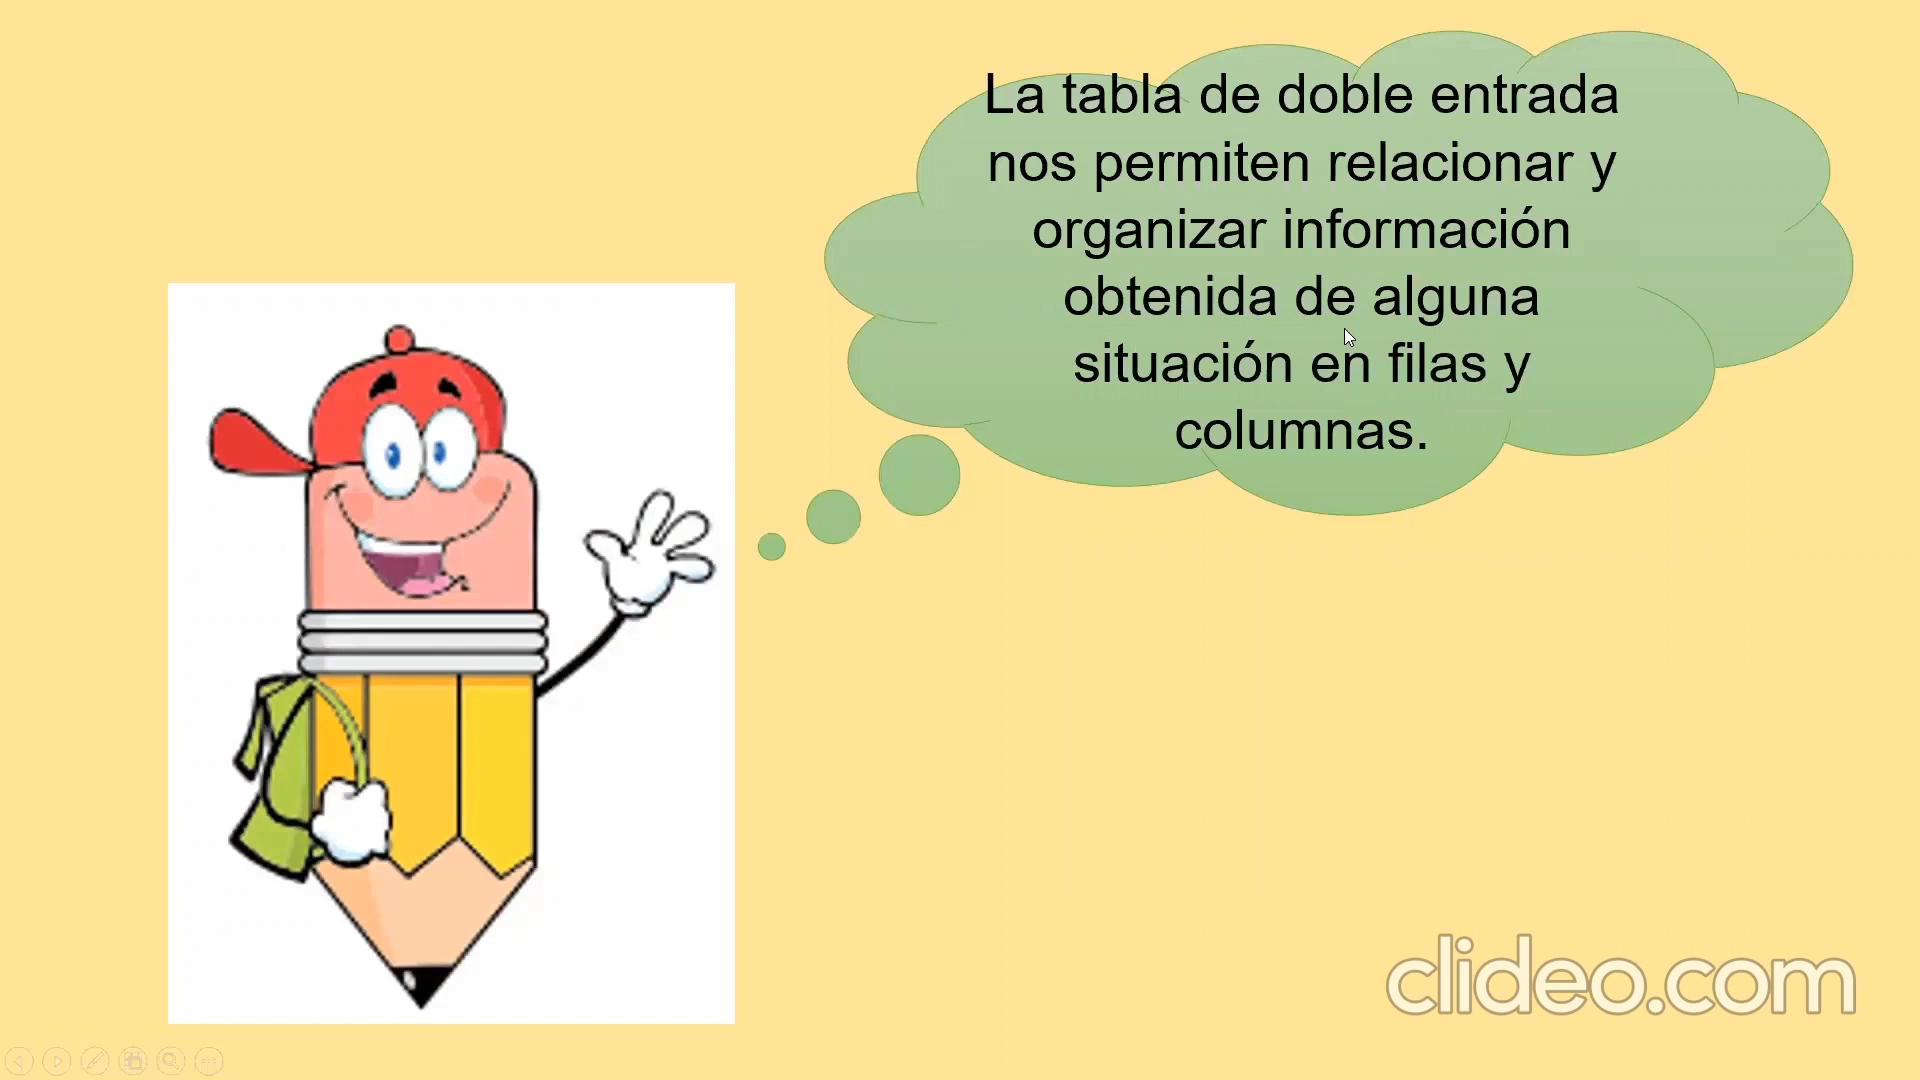 La tabla de doble entrada
nos permiten relacionar y
organizar información
obtenida de alguna
situación en filas y
columnas.
clideo.com